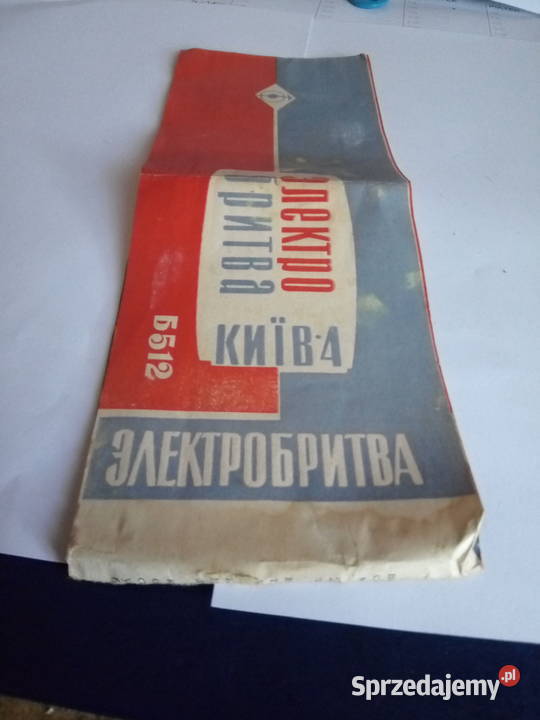 электро
бритва
КИЇВ-4
Б512
ЭЛЕКТРОБРИТВА
Sprzedajemy.pl